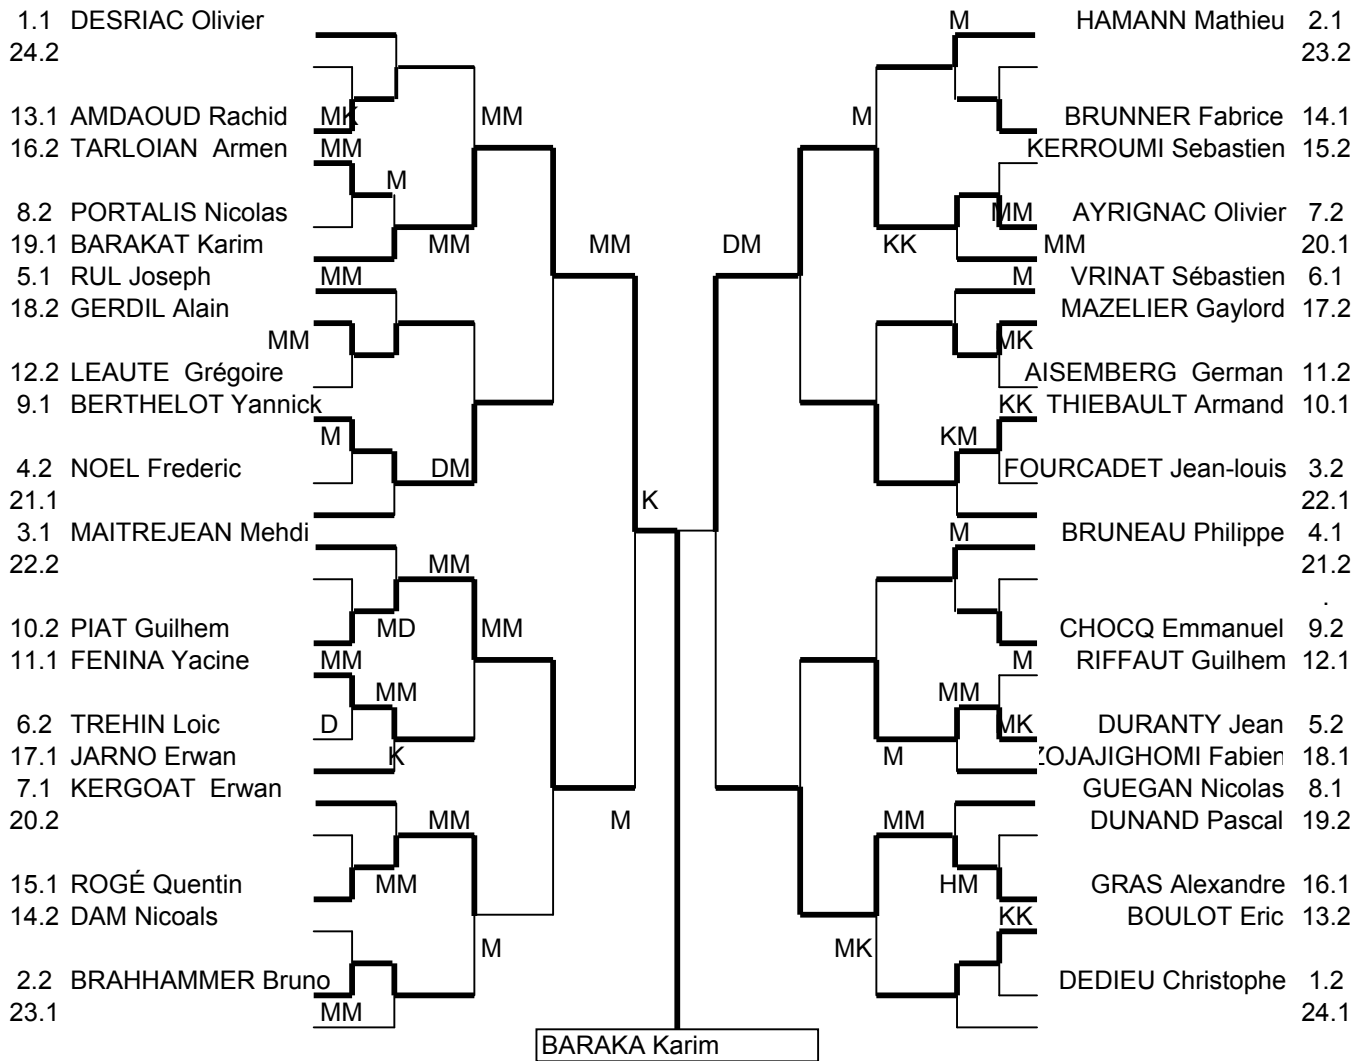 1.1 DESRIAC Olivier M HAMANN Mathieu 2.1
24.2 23.2
13.1 AMDAOUD Rachid MK MM M BRUNNER Fabrice 14.1
16.2 TARLOIAN Armen MM KERROUMI Sebastien 15.2
M
8.2 PORTALIS Nicolas MM AYRIGNAC Olivier 7.2
19.1 BARAKAT Karim MM MM DM KK MM 20.1
5.1 RUL Joseph MM M VRINAT Sébastien 6.1
18.2 GERDIL Alain MAZELIER Gaylord 17.2
MM MK
12.2 LEAUTE Grégoire AISEMBERG German 11.2
9.1 BERTHELOT Yannick KK THIEBAULT Armand 10.1
M KM
4.2 NOEL Frederic DM FOURCADET Jean-louis 3.2
21.1 K 22.1
3.1 MAITREJEAN Mehdi M BRUNEAU Philippe 4.1
22.2 MM 21.2
.
10.2 PIAT Guilhem MD MM CHOCQ Emmanuel 9.2
11.1 FENINA Yacine MM M RIFFAUT Guilhem 12.1
MM MM
6.2 TREHIN Loic D MK DURANTY Jean 5.2
17.1 JARNO Erwan K M ZOJAJIGHOMI Fabien 18.1
7.1 KERGOAT Erwan GUEGAN Nicolas 8.1
20.2 MM M MM DUNAND Pascal 19.2
15.1 ROGÉ Quentin MM HM GRAS Alexandre 16.1
14.2 DAM Nicoals KK BOULOT Eric 13.2
M MK
2.2 BRAHHAMMER Bruno DEDIEU Christophe 1.2
23.1 MM 24.1
BARAKA Karim